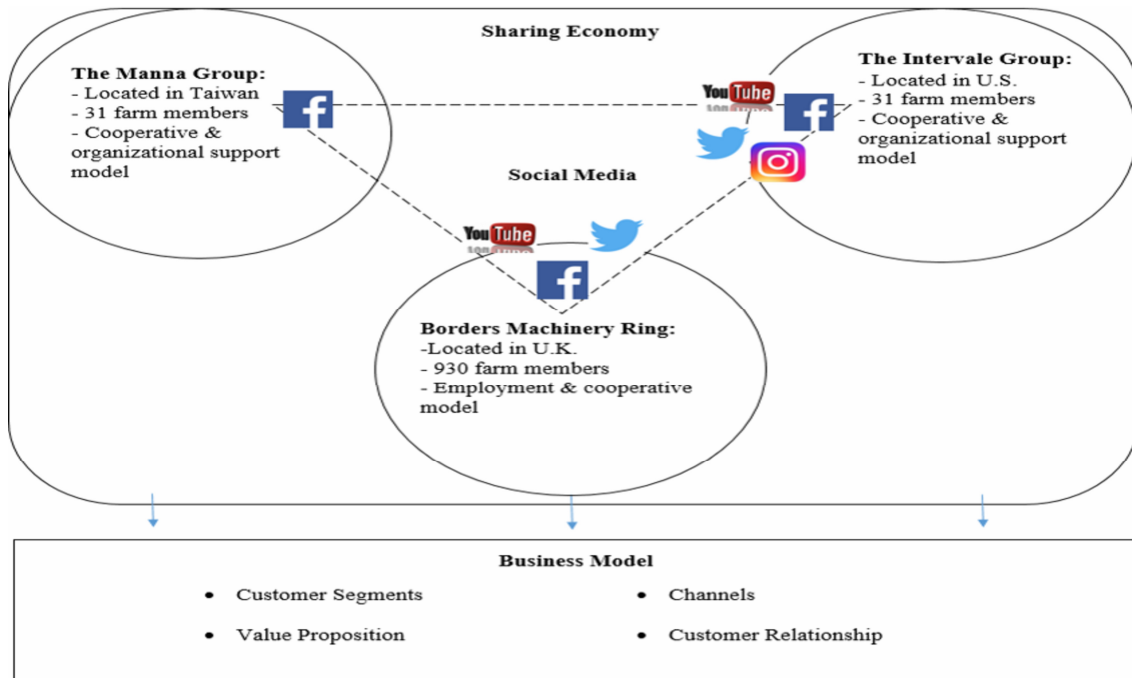 Sharing Economy
The Manna Group:
- Located in Taiwan
- 31 farm members
- Cooperative &
organizational support
model
f
YouTube
f
The Intervale Group:
- Located in U.S.
- 31 farm members
- Cooperative &
organizational support
model
Social Media
YouTube
f
Borders Machinery Ring:
-Located in U.K.
- 930 farm members
- Employment & cooperative
model
Business Model
• Customer Segments
• Value Proposition
• Channels
• Customer Relationship